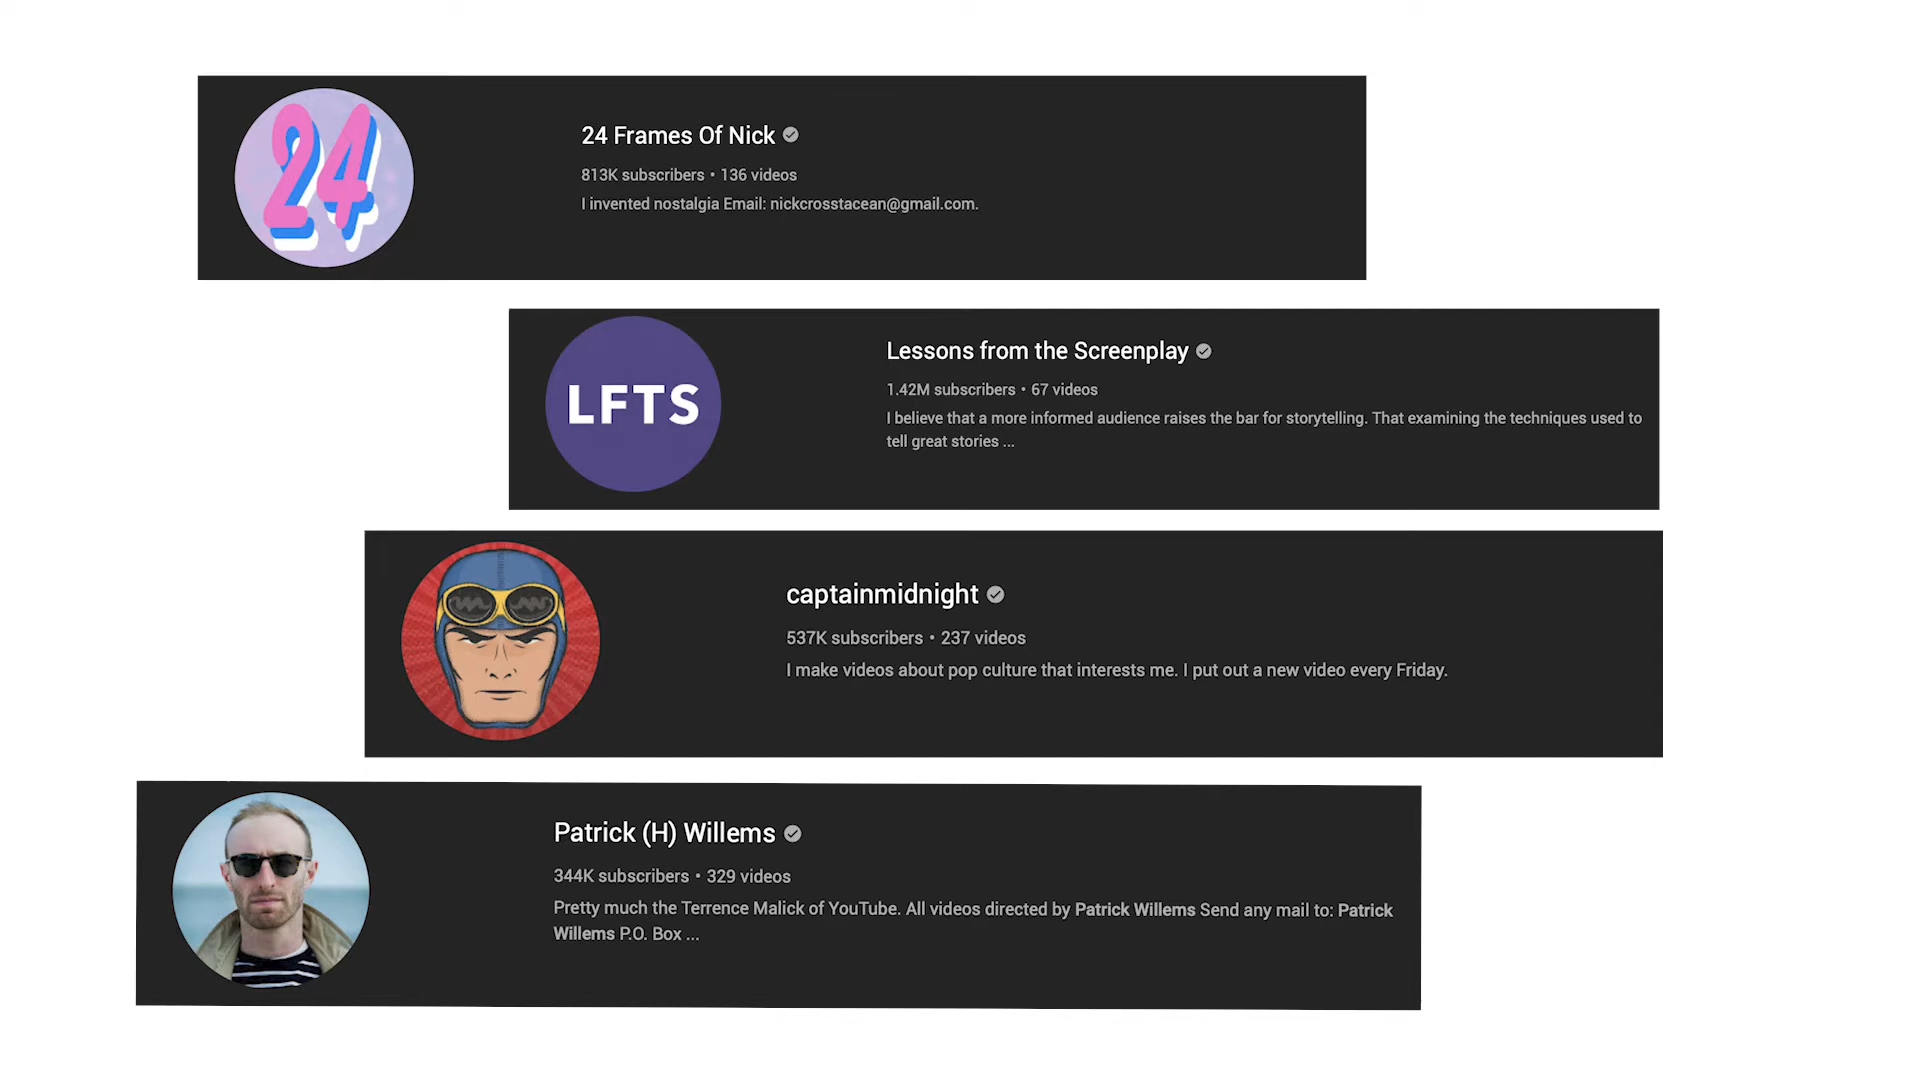 24
24 Frames Of Nick
813K subscribers • 136 videos
I invented nostalgia Email: nickcrosstacean@gmail.com.
LFTS
Lessons from the Screenplay
1.42M subscribers • 67 videos
I believe that a more informed audience raises the bar for storytelling. That examining the techniques used to
tell great stories ...
captainmidnight
537K subscribers • 237 videos
I make videos about pop culture that interests me. I put out a new video every Friday.
Patrick (H) Willems
344K subscribers • 329 videos
Pretty much the Terrence Malick of YouTube. All videos directed by Patrick Willems Send any mail to: Patrick
Willems P.O. Box ...